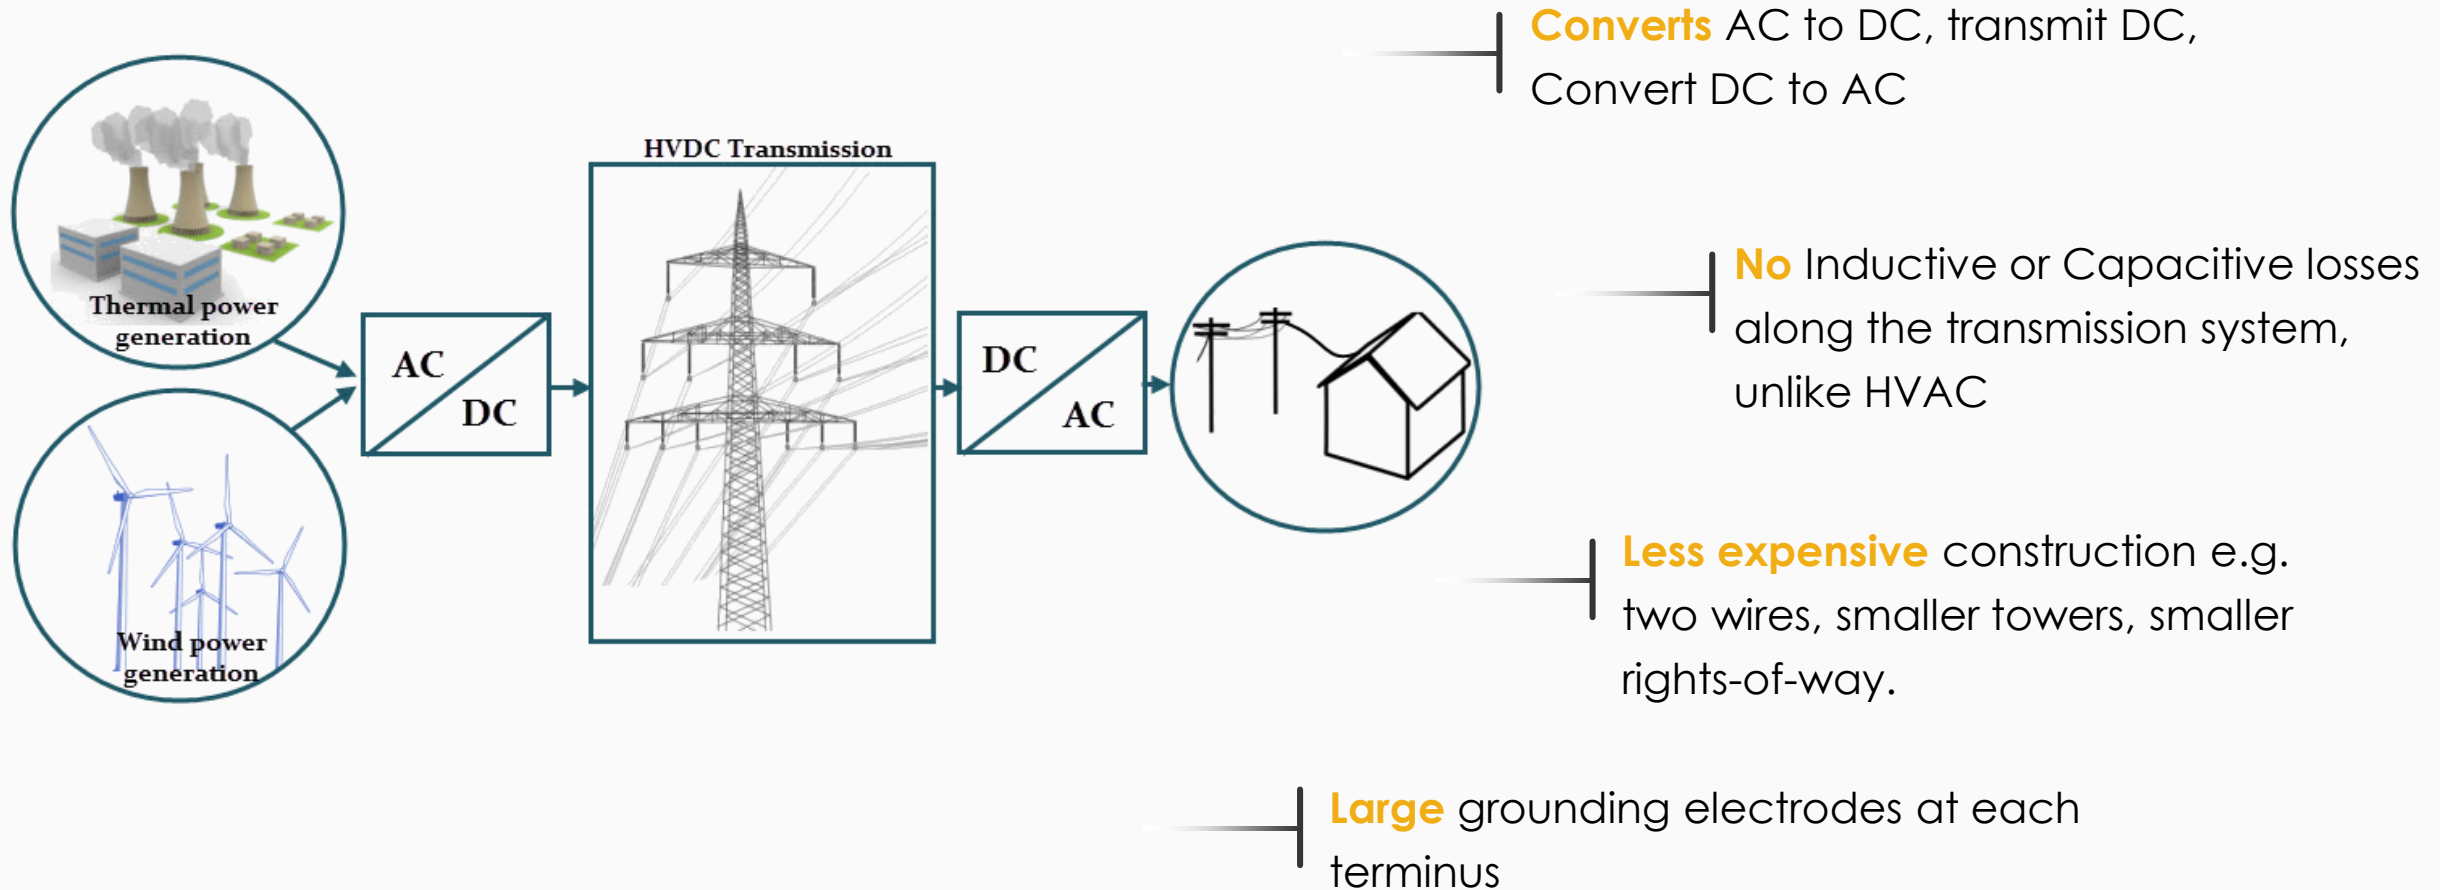 Converts AC to DC, transmit DC,
Convert DC to AC
HVDC Transmission
Thermal power
generation
AC
DC
DC
AC
Wind power
generation
No Inductive or Capacitive losses
along the transmission system,
unlike HVAC
Less expensive construction e.g.
two wires, smaller towers, smaller
rights-of-way.
Large grounding electrodes at each
terminus